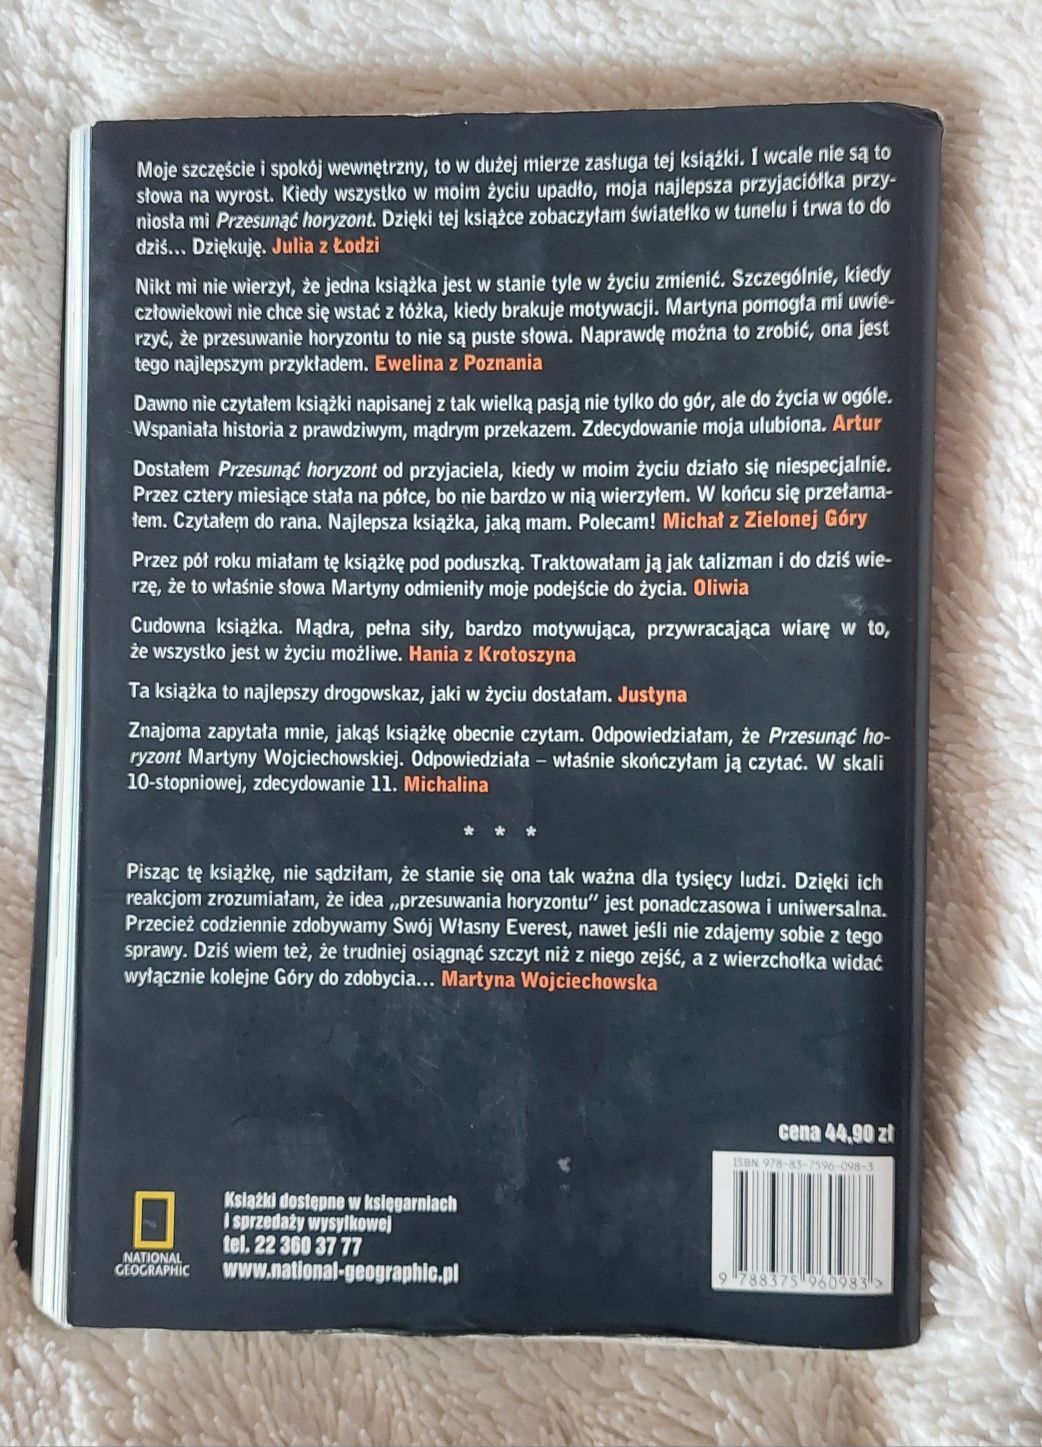 Moje szczęście i spokój wewnętrzny, to w dużej mierze zasługa tej książki. I wcale nie są to
słowa na wyrost. Kiedy wszystko w moim życiu upadło, moja najlepsza przyjaciółka przy-
niosła mi Przesunąć horyzont. Dzięki tej książce zobaczyłam światełko w tunelu i trwa to do
dziś... Dziękuję. Julia z Łodzi
Nikt mi nie wierzył, że jedna książka jest w stanie tyle w życiu zmienić. Szczególnie, kiedy
człowiekowi nie chce się wstać z łóżka, kiedy brakuje motywacji. Martyna pomogła mi uwie-
rzyć, że przesuwanie horyzontu to nie są puste słowa. Naprawdę można to zrobić, ona jest
tego najlepszym przykładem. Ewelina z Poznania
Dawno nie czytałem książki napisanej z tak wielką pasją nie tylko do gór, ale do życia w ogóle.
Wspaniała historia z prawdziwym, mądrym przekazem. Zdecydowanie moja ulubiona. Artur
Dostałem Przesunąć horyzont od przyjaciela, kiedy w moim życiu działo się niespecjalnie.
Przez cztery miesiące stała na półce, bo nie bardzo w nią wierzyłem. W końcu się przełama-
łem. Czytałem do rana. Najlepsza książka, jaką mam. Polecam! Michał z Zielonej Góry
Przez pół roku miałam tę książkę pod poduszką. Traktowałam ją jak talizman i do dziś wie-
rzę, że to właśnie słowa Martyny odmieniły moje podejście do życia. Oliwia
Cudowna książka. Mądra, pełna siły, bardzo motywująca, przywracająca wiarę w to,
że wszystko jest w życiu możliwe. Hania z Krotoszyna
Ta książka to najlepszy drogowskaz, jaki w życiu dostałam. Justyna
Znajoma zapytała mnie, jakąś książkę obecnie czytam. Odpowiedziałam, że Przesunąć ho-
ryzont Martyny Wojciechowskiej. Odpowiedziała – właśnie skończyłam ją czytać. W skali
10-stopniowej, zdecydowanie 11. Michalina
* * *
Pisząc tę książkę, nie sądziłam, że stanie się ona tak ważna dla tysięcy ludzi. Dzięki ich
reakcjom zrozumiałam, że idea „przesuwania horyzontu” jest ponadczasowa i uniwersalna.
Przecież codziennie zdobywamy Swój Własny Everest, nawet jeśli nie zdajemy sobie z tego
sprawy. Dziś wiem też, że trudniej osiągnąć szczyt niż z niego zejść, a z wierzchołka widać
wyłącznie kolejne Góry do zdobycia... Martyna Wojciechowska
cena 44,90 zł
ISBN 978-83-7596-098-3
9 788375 960983 >
NATIONAL
GEOGRAPHIC
Książki dostępne w księgarniach
i sprzedaży wysyłkowej
tel. 22 360 37 77
www.national-geographic.pl